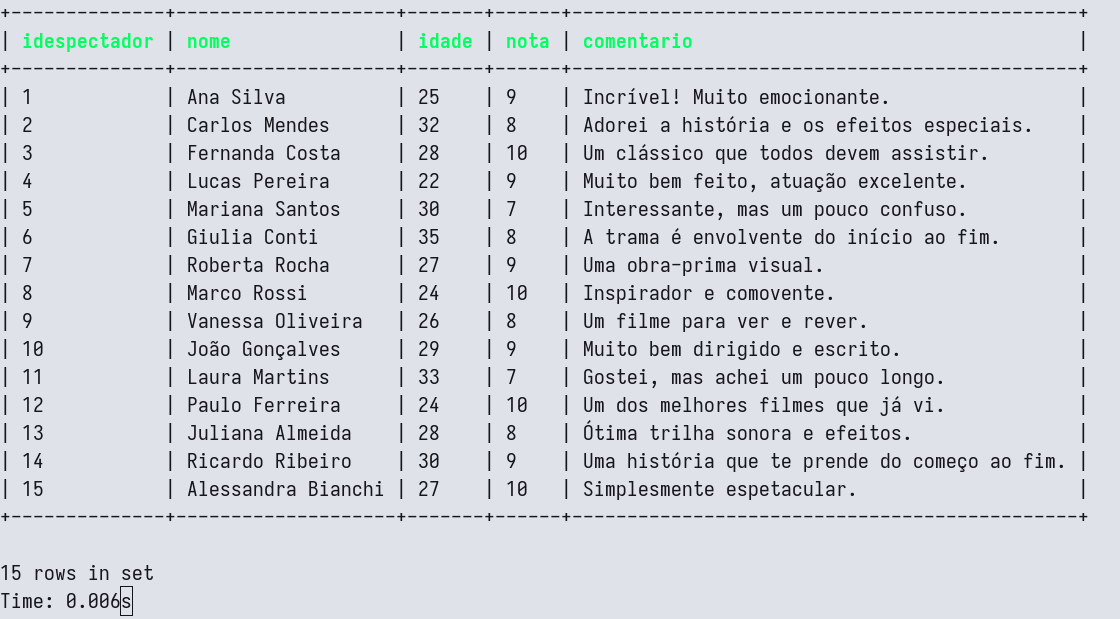 +--------------+--------------------+-------+------+----------------------------------------------+
| idespectador | nome               | idade | nota | comentario                                   |
+--------------+--------------------+-------+------+----------------------------------------------+
| 1            | Ana Silva          | 25    | 9    | Incrível! Muito emocionante.                 |
| 2            | Carlos Mendes      | 32    | 8    | Adorei a história e os efeitos especiais.    |
| 3            | Fernanda Costa     | 28    | 10   | Um clássico que todos devem assistir.        |
| 4            | Lucas Pereira      | 22    | 9    | Muito bem feito, atuação excelente.          |
| 5            | Mariana Santos     | 30    | 7    | Interessante, mas um pouco confuso.          |
| 6            | Giulia Conti       | 35    | 8    | A trama é envolvente do início ao fim.       |
| 7            | Roberta Rocha      | 27    | 9    | Uma obra-prima visual.                       |
| 8            | Marco Rossi        | 24    | 10   | Inspirador e comovente.                      |
| 9            | Vanessa Oliveira   | 26    | 8    | Um filme para ver e rever.                   |
| 10           | João Gonçalves     | 29    | 9    | Muito bem dirigido e escrito.                |
| 11           | Laura Martins      | 33    | 7    | Gostei, mas achei um pouco longo.            |
| 12           | Paulo Ferreira     | 24    | 10   | Um dos melhores filmes que já vi.            |
| 13           | Juliana Almeida    | 28    | 8    | Ótima trilha sonora e efeitos.               |
| 14           | Ricardo Ribeiro    | 30    | 9    | Uma história que te prende do começo ao fim. |
| 15           | Alessandra Bianchi | 27    | 10   | Simplesmente espetacular.                    |
+--------------+--------------------+-------+------+----------------------------------------------+
15 rows in set
Time: 0.006s